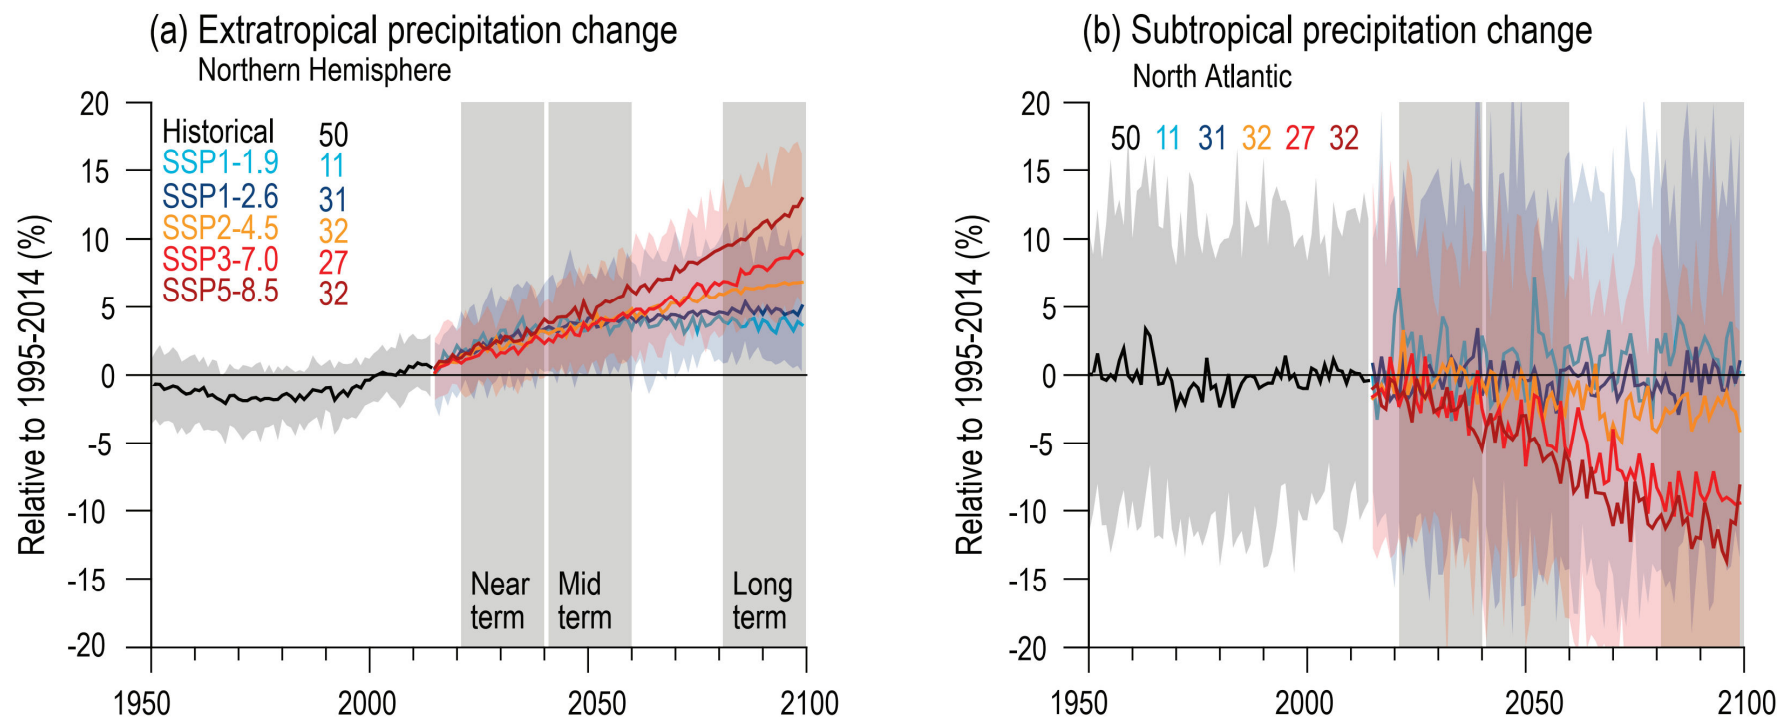 (a) Extratropical precipitation change
Northern Hemisphere
Relative to 1995-2014 (%)
20
15
10
5
0
-5
-10
-15
-20
Historical 50
SSP1-1.9 11
SSP1-2.6 31
SSP2-4.5 32
SSP3-7.0 27
SSP5-8.5 32
Near term
Mid term
Long term
1950 2000 2050 2100
(b) Subtropical precipitation change
North Atlantic
Relative to 1995-2014 (%)
20
15
10
5
0
-5
-10
-15
-20
50 11 31 32 27 32
1950 2000 2050 2100